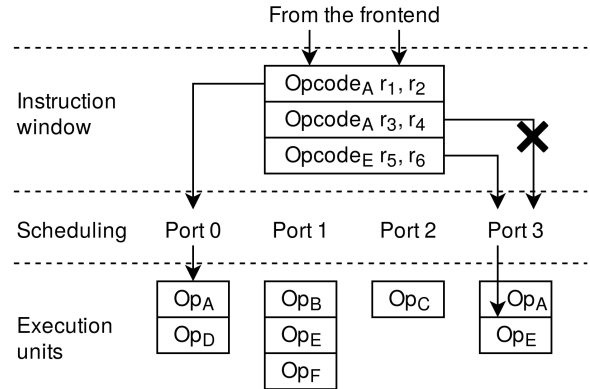 From the frontend
Instruction window
Opcode_A r_1, r_2
Opcode_A r_3, r_4
Opcode_E r_5, r_6
Scheduling Port 0 Port 1 Port 2 Port 3
Execution units
Op_A Op_B Op_C Op_A
Op_D Op_E Op_E
Op_F